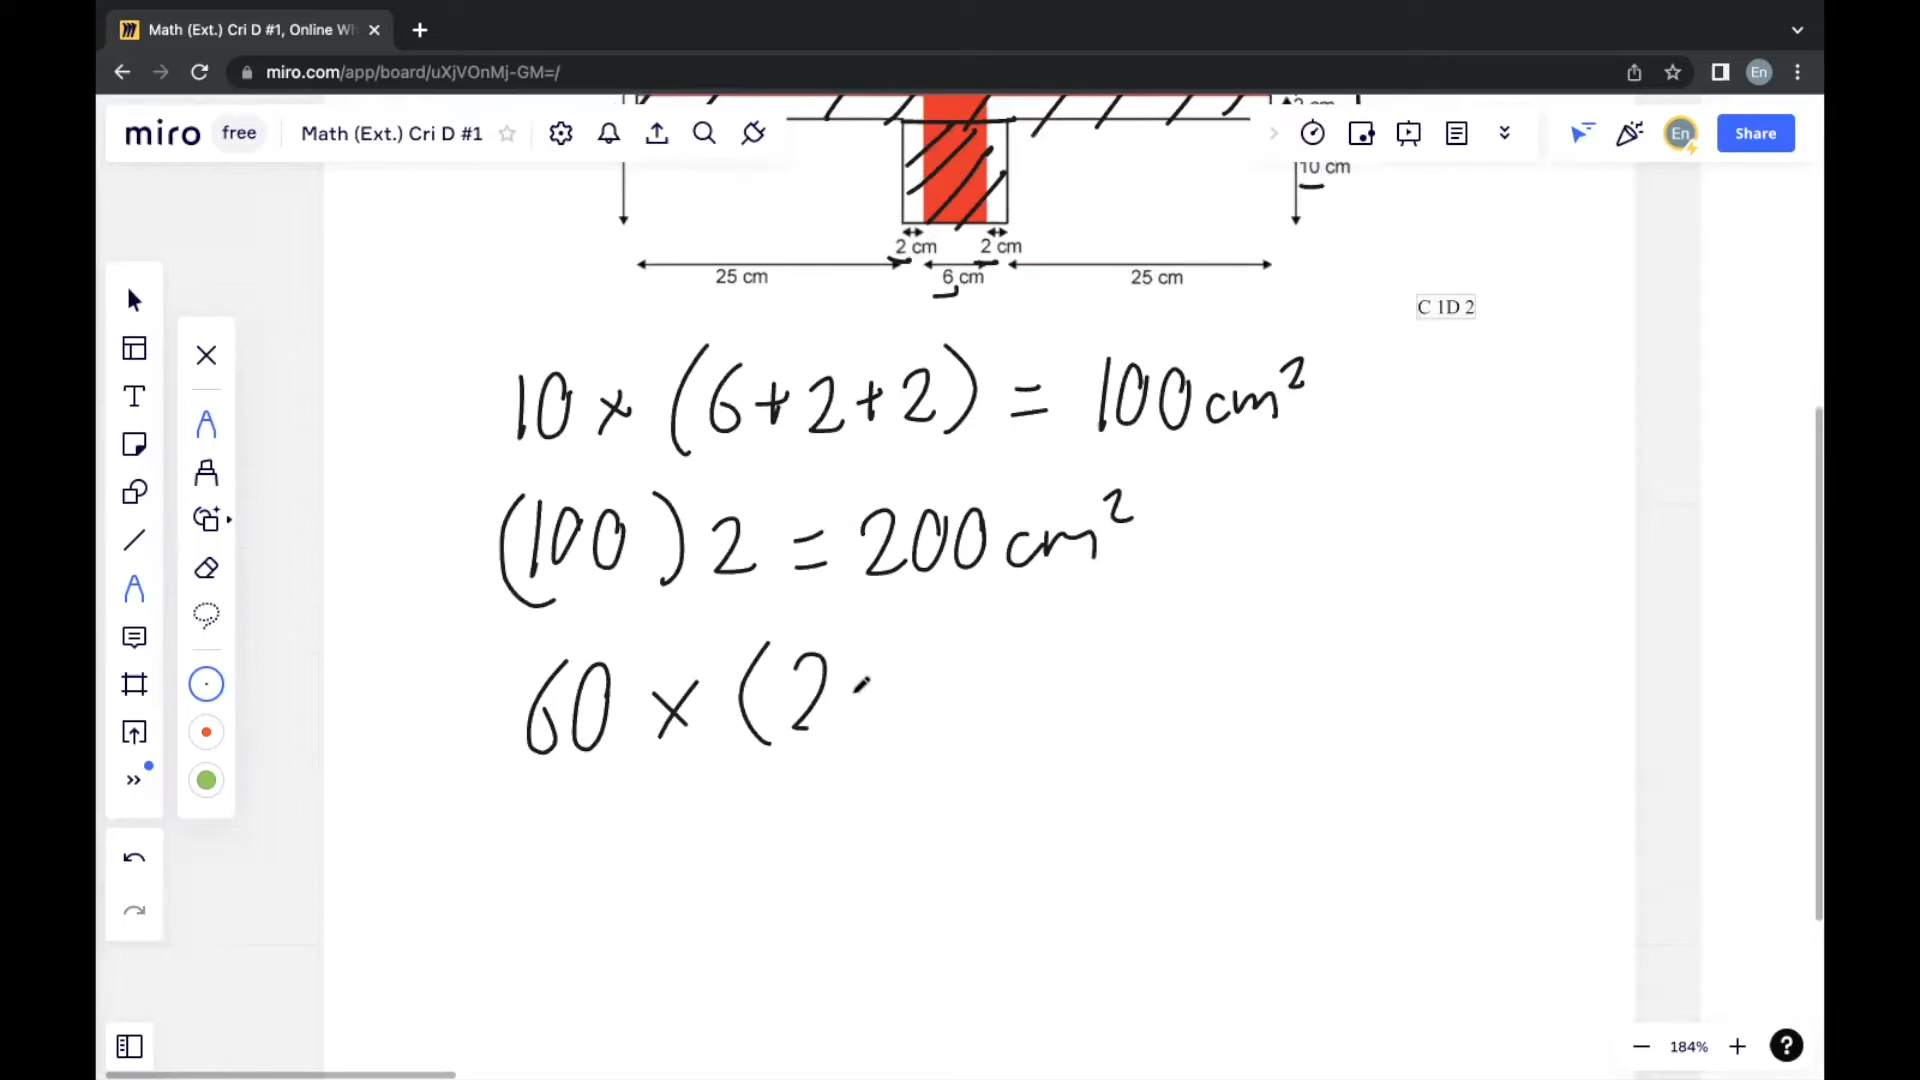 Math (Ext.) Cri D #1, Online Wh
miro.com/app/board/uXjVOnMj-GM=/
En
miro free Math (Ext.) Cri D #1
En Share
10 cm
2 cm 2 cm
25 cm 6 cm 25 cm
C 1D 2
10 × (6+2+2) = 100 cm²
(100) 2 = 200 cm²
60 × (2
184%